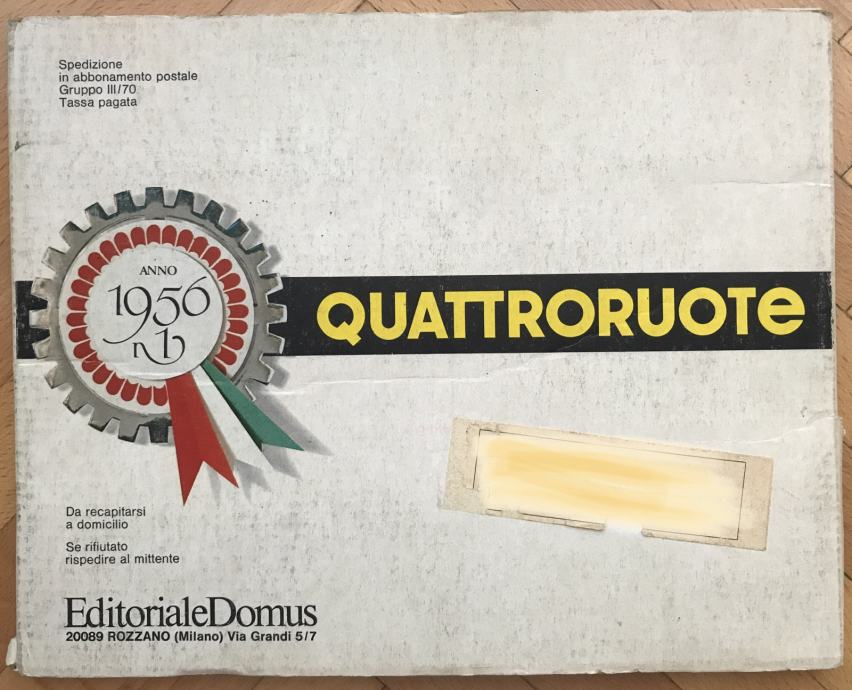 Spedizione
in abbonamento postale
Gruppo III/70
Tassa pagata
ANNO
1956
n. 1
QUATTRORUOTe
Da recapitarsi
a domicilio
Se rifiutato
rispedire al mittente
EditorialeDomus
20089 ROZZANO (Milano) Via Grandi 5/7